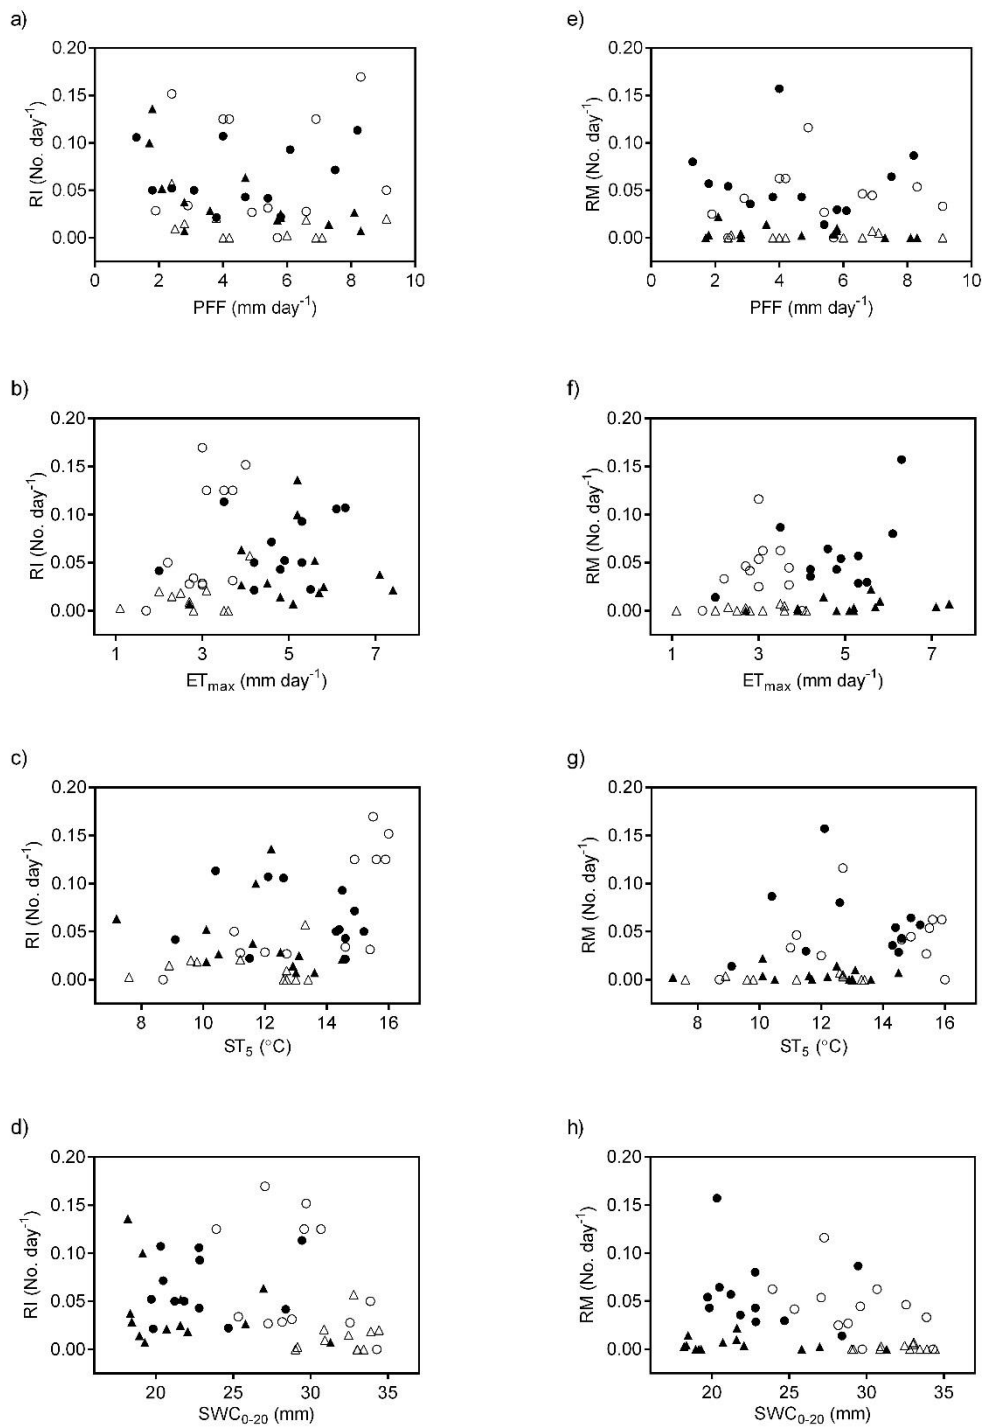 a)
0.20
0.15
0.10
0.05
0.00
RI (No. day⁻¹)
0 2 4 6 8 10
PFF (mm day⁻¹)
e)
0.20
0.15
0.10
0.05
0.00
RM (No. day⁻¹)
0 2 4 6 8 10
PFF (mm day⁻¹)
b)
0.20
0.15
0.10
0.05
0.00
RI (No. day⁻¹)
1 3 5 7
ETmax (mm day⁻¹)
f)
0.20
0.15
0.10
0.05
0.00
RM (No. day⁻¹)
1 3 5 7
ETmax (mm day⁻¹)
c)
0.20
0.15
0.10
0.05
0.00
RI (No. day⁻¹)
8 10 12 14 16
ST₅ (°C)
g)
0.20
0.15
0.10
0.05
0.00
RM (No. day⁻¹)
8 10 12 14 16
ST₅ (°C)
d)
0.20
0.15
0.10
0.05
0.00
RI (No. day⁻¹)
20 25 30 35
SWC₀₋₂₀ (mm)
h)
0.20
0.15
0.10
0.05
0.00
RM (No. day⁻¹)
20 25 30 35
SWC₀₋₂₀ (mm)